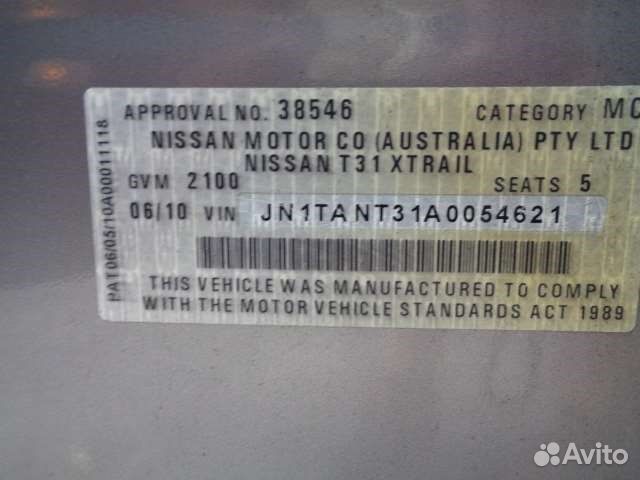 APPROVAL NO. 38546 CATEGORY MC
NISSAN MOTOR CO (AUSTRALIA) PTY LTD
NISSAN T31 XTRAIL
GVM 2100 SEATS 5
06/10 VIN JN1TANT31A0054621
THIS VEHICLE WAS MANUFACTURED TO COMPLY
WITH THE MOTOR VEHICLE STANDARDS ACT 1989
PAT06/05/10A00011118
Avito